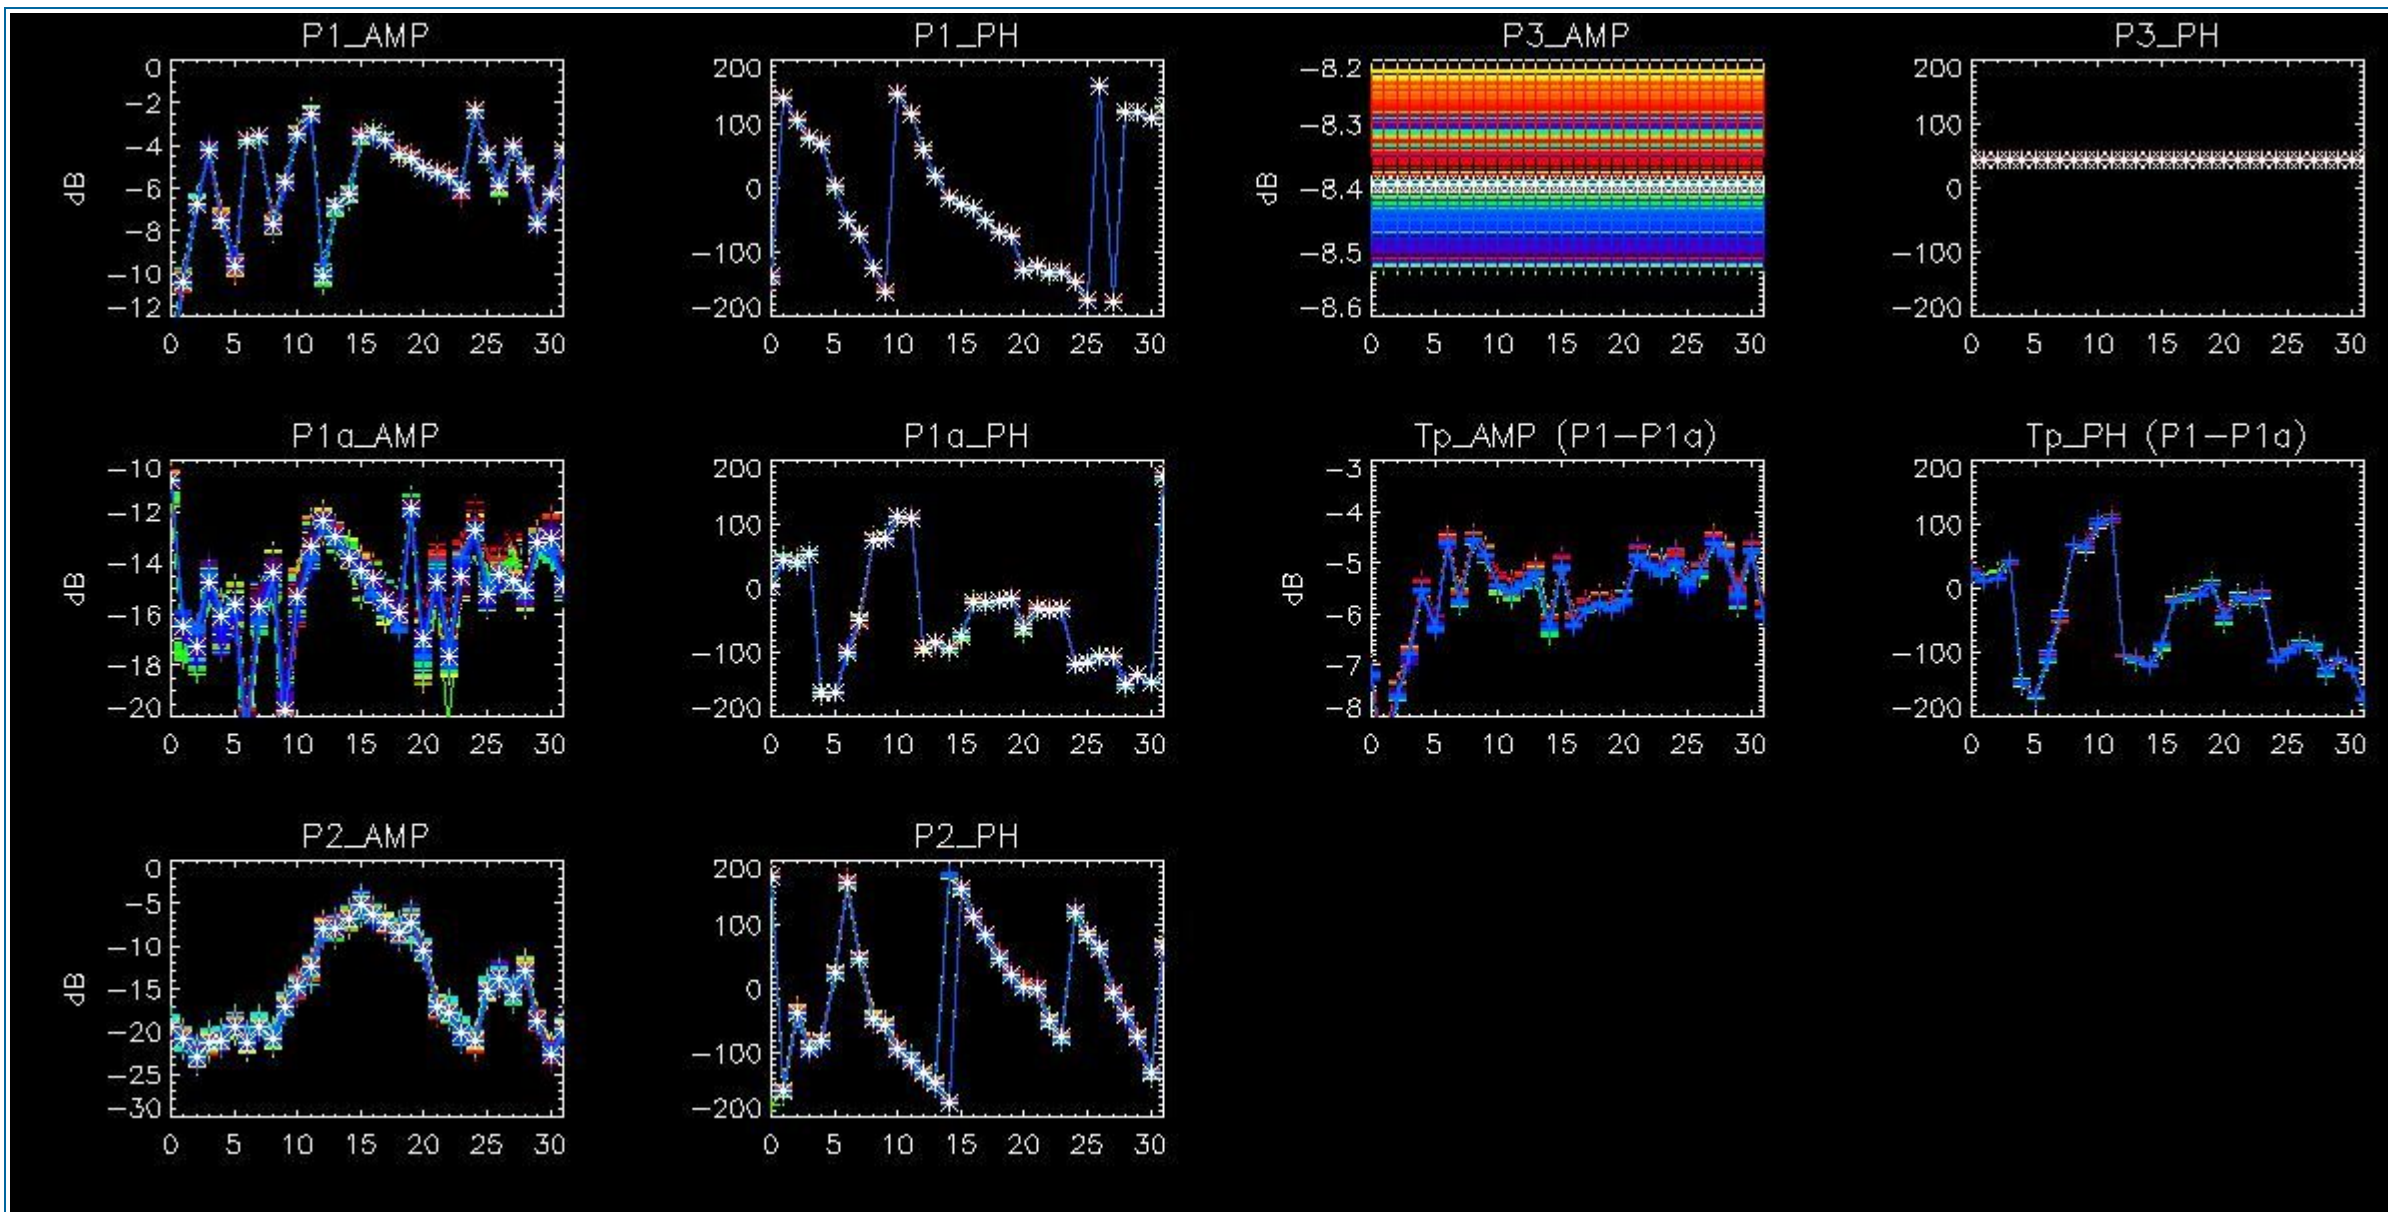 P1_AMP
0
−2
−4
−6
−8
−10
−12
dB
0 5 10 15 20 25 30
P1_PH
200
100
0
−100
−200
0 5 10 15 20 25 30
P3_AMP
−8.2
−8.3
−8.4
−8.5
−8.6
dB
0 5 10 15 20 25 30
P3_PH
200
100
0
−100
−200
0 5 10 15 20 25 30
P1a_AMP
−10
−12
−14
−16
−18
−20
dB
0 5 10 15 20 25 30
P1a_PH
200
100
0
−100
−200
0 5 10 15 20 25 30
Tp_AMP (P1−P1a)
−3
−4
−5
−6
−7
−8
dB
0 5 10 15 20 25 30
Tp_PH (P1−P1a)
200
100
0
−100
−200
0 5 10 15 20 25 30
P2_AMP
0
−5
−10
−15
−20
−25
−30
dB
0 5 10 15 20 25 30
P2_PH
200
100
0
−100
−200
0 5 10 15 20 25 30